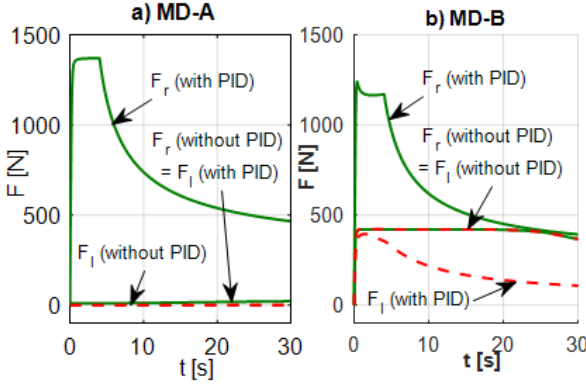 a) MD-A
F [N]
1500
1000
500
0
F_r (with PID)
F_r (without PID)
= F_l (with PID)
F_l (without PID)
0
10
20
30
t [s]
b) MD-B
F [N]
1500
1000
500
0
F_r (with PID)
F_r (without PID)
= F_l (without PID)
F_l (with PID)
0
10
20
30
t [s]